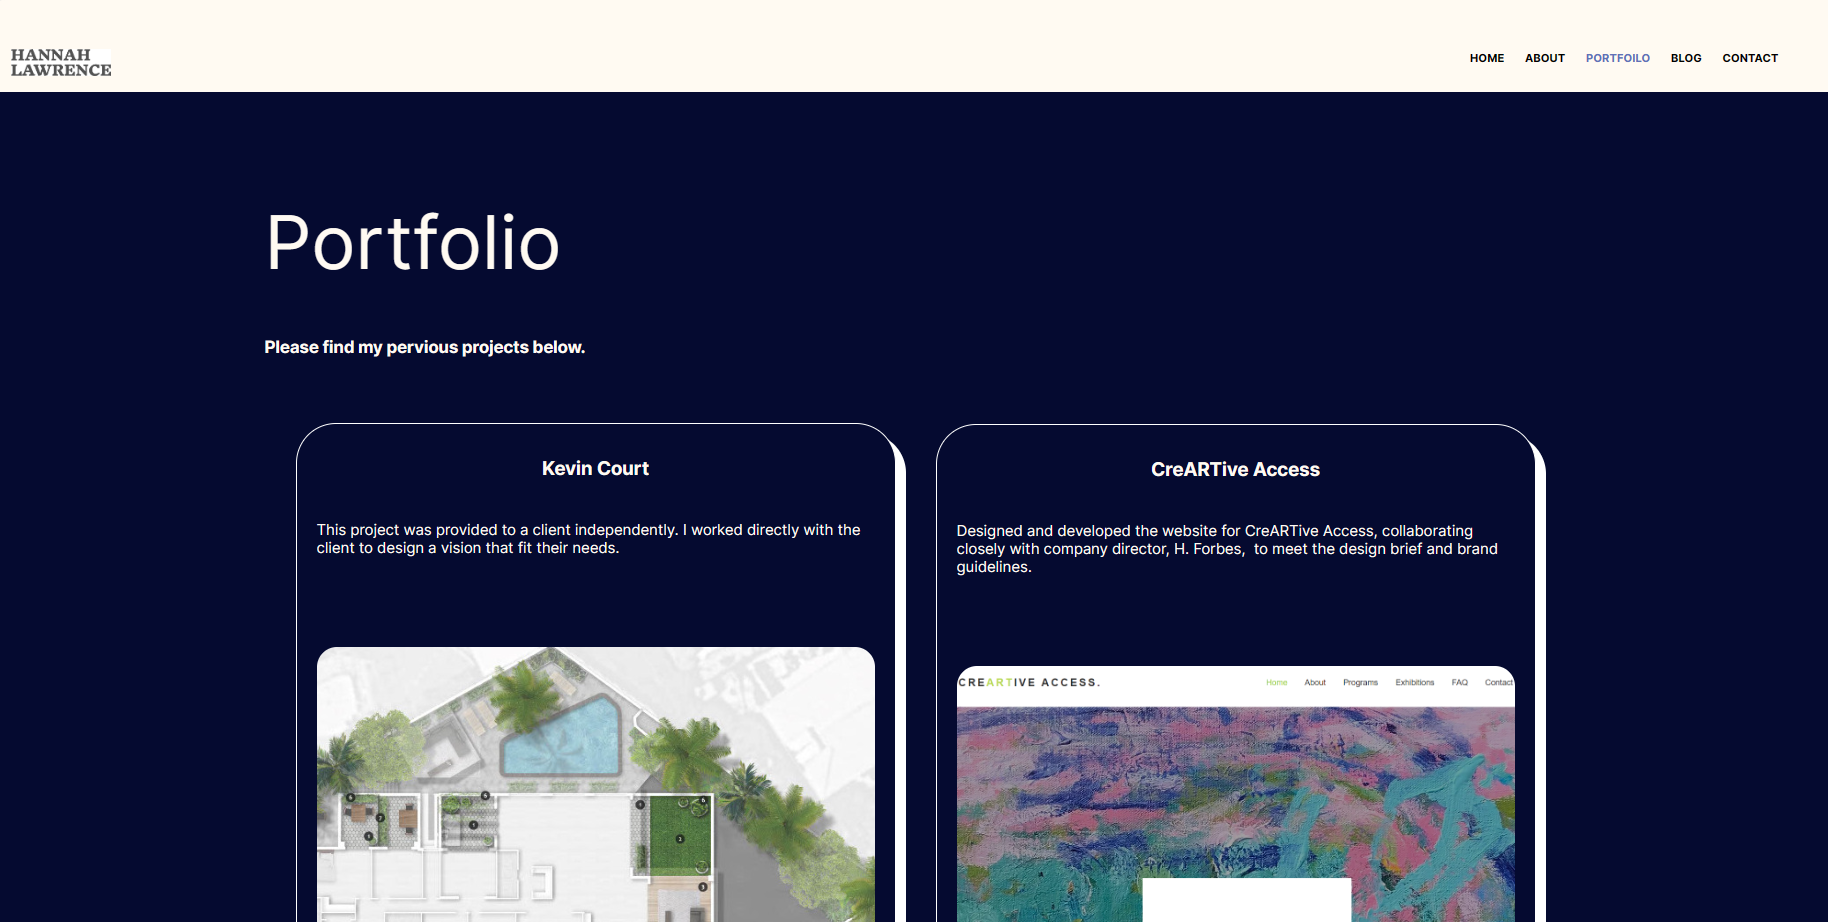 HANNAH
LAWRENCE
HOME ABOUT PORTFOILO BLOG CONTACT
Portfolio
Please find my pervious projects below.
Kevin Court
This project was provided to a client independently. I worked directly with the
client to design a vision that fit their needs.
CreARTive Access
Designed and developed the website for CreARTive Access, collaborating
closely with company director, H. Forbes,  to meet the design brief and brand
guidelines.
CREARTIVE ACCESS.
Home About Programs Exhibitions FAQ Contact